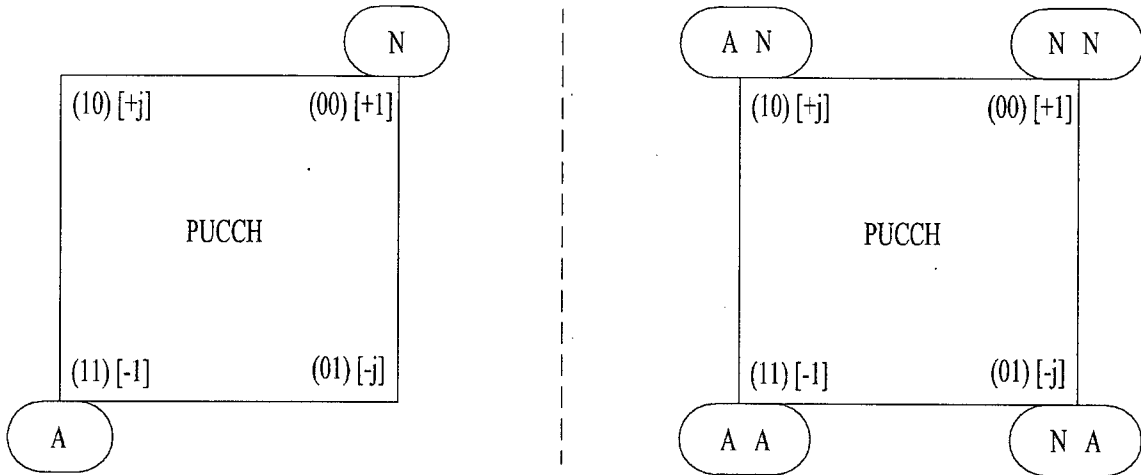 N
(10) [+j] (00) [+1]
PUCCH
(11) [-1] (01) [-j]
A
A N N N
(10) [+j] (00) [+1]
PUCCH
(11) [-1] (01) [-j]
A A N A